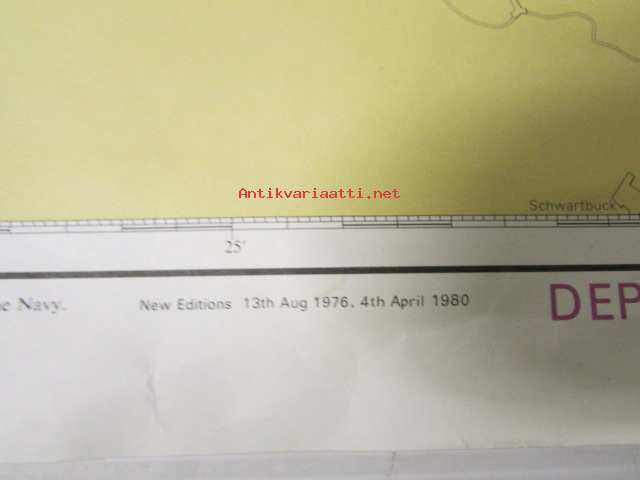 Antikvariaatti.net
Schwartbuck
25'
Navy.
New Editions 13th Aug 1976, 4th April 1980
DEP